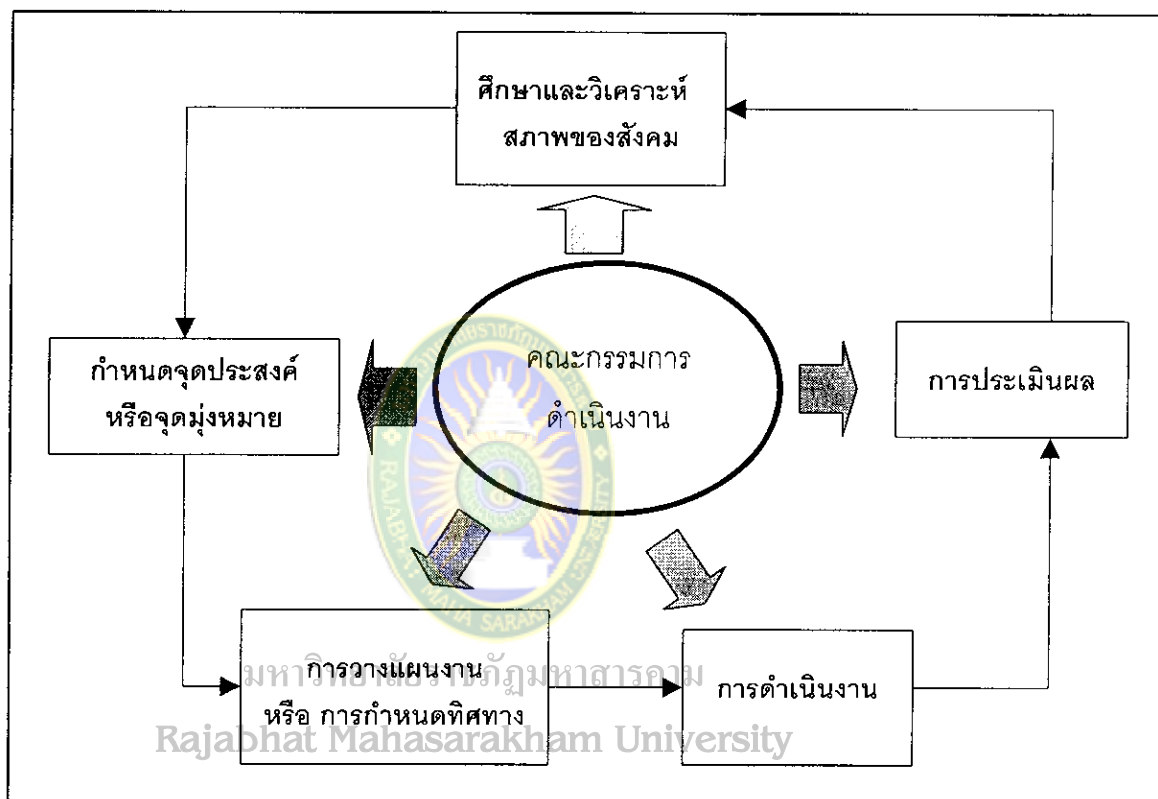 ศึกษาและวิเคราะห์
สภาพของสังคม
กำหนดจุดประสงค์
หรือจุดมุ่งหมาย
คณะกรรมการ
ดำเนินงาน
การประเมินผล
การวางแผนงาน
หรือ การกำหนดทิศทาง
การดำเนินงาน
RAJABHAT MAHA SARAKHAM UNIVERSITY
มหาวิทยาลัยราชภัฏมหาสารคาม
Rajabhat Mahasarakham University